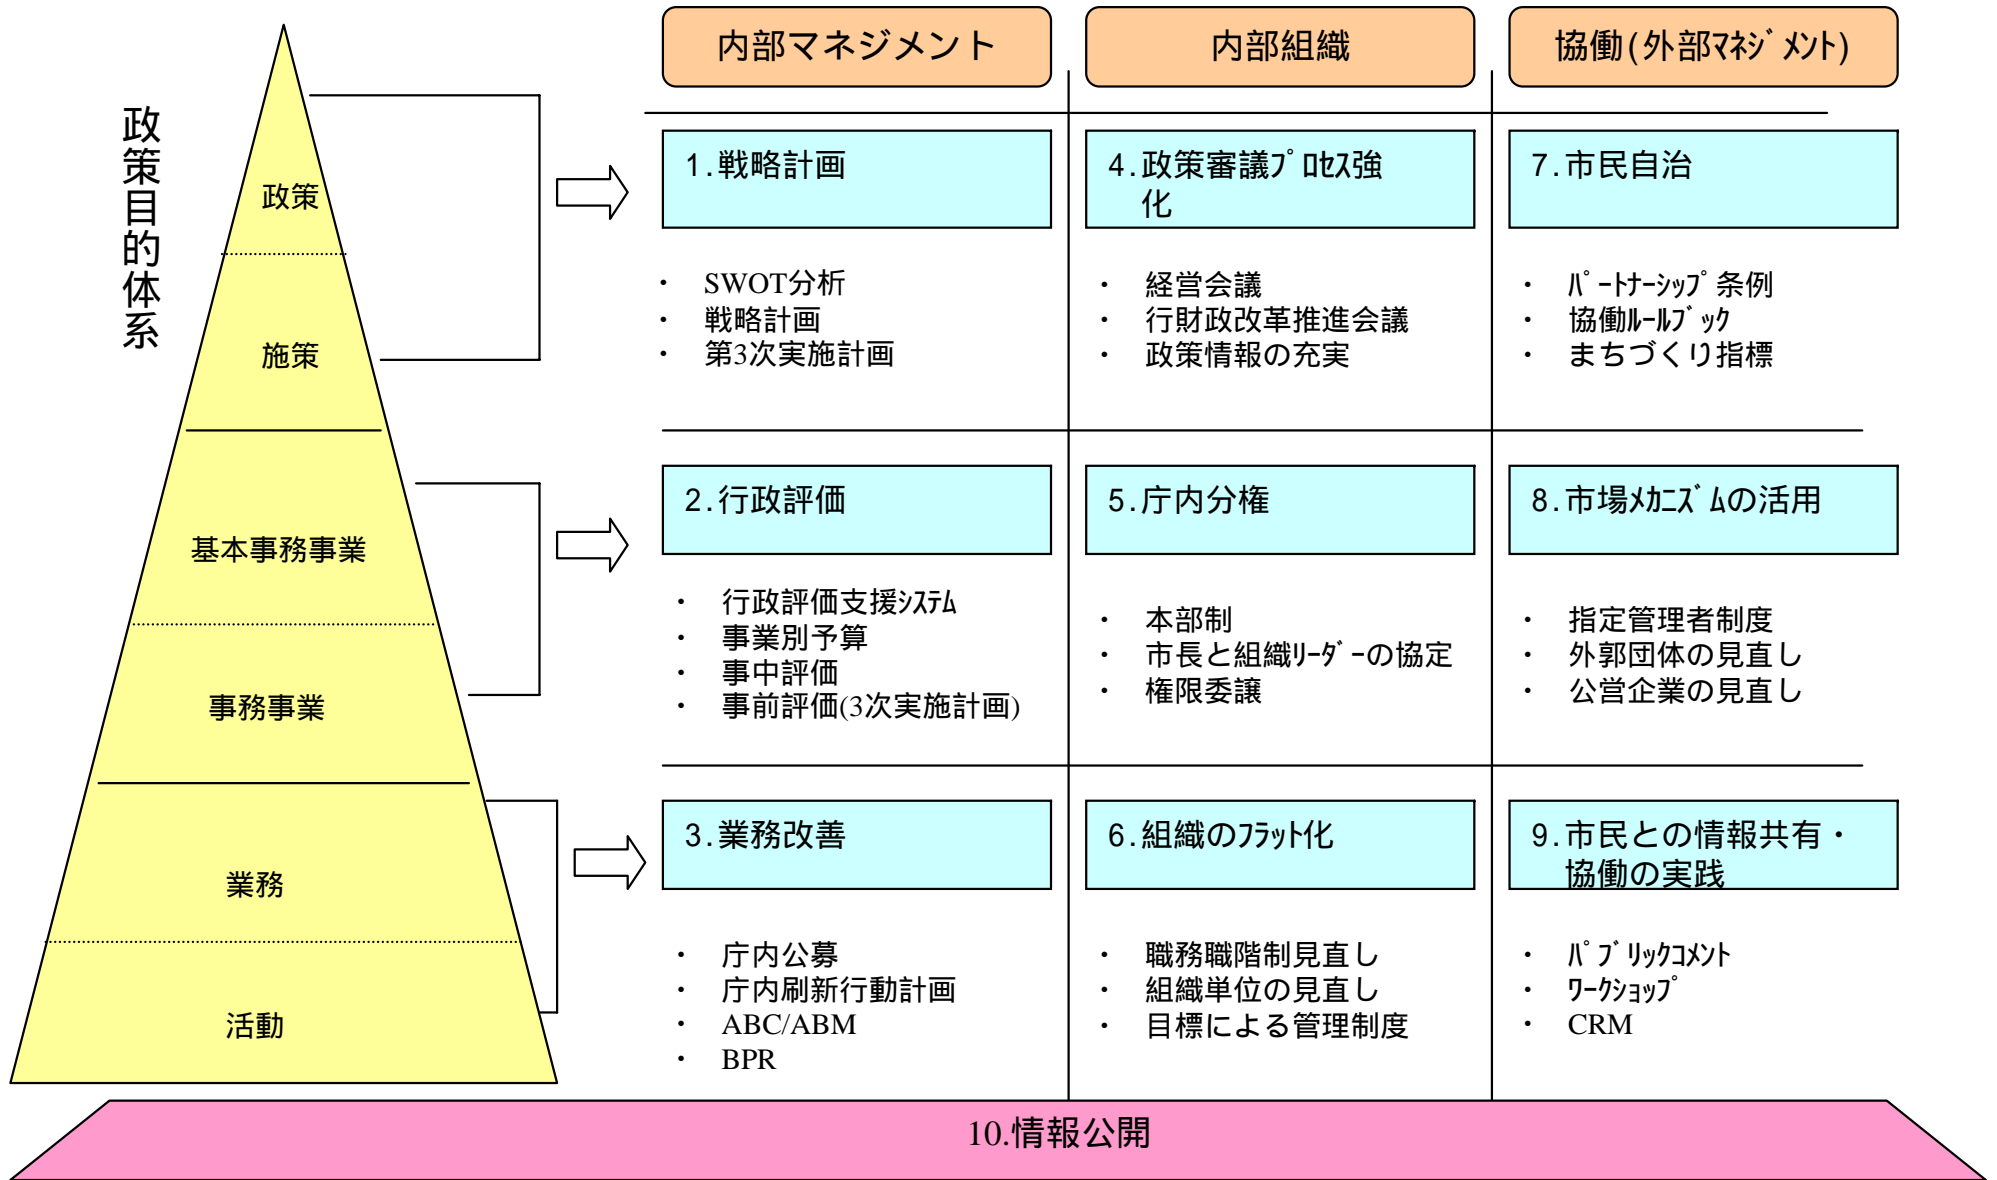 内部マネジメント
内部組織
協働(外部ﾏﾈｼﾞﾒﾝﾄ)
政策目的体系
政策
施策
基本事務事業
事務事業
業務
活動
1.戦略計画
・ SWOT分析
・ 戦略計画
・ 第3次実施計画
4.政策審議ﾌﾟﾛｾｽ強
化
・ 経営会議
・ 行財政改革推進会議
・ 政策情報の充実
7.市民自治
・ ﾊﾟｰﾄﾅｰｼｯﾌﾟ条例
・ 協働ﾙｰﾙﾌﾞｯｸ
・ まちづくり指標
2.行政評価
・ 行政評価支援ｼｽﾃﾑ
・ 事業別予算
・ 事中評価
・ 事前評価(3次実施計画)
5.庁内分権
・ 本部制
・ 市長と組織ﾘｰﾀﾞｰの協定
・ 権限委譲
8.市場ﾒｶﾆｽﾞﾑの活用
・ 指定管理者制度
・ 外郭団体の見直し
・ 公営企業の見直し
3.業務改善
・ 庁内公募
・ 庁内刷新行動計画
・ ABC/ABM
・ BPR
6.組織のﾌﾗｯﾄ化
・ 職務職階制見直し
・ 組織単位の見直し
・ 目標による管理制度
9.市民との情報共有・
協働の実践
・ ﾊﾟﾌﾞﾘｯｸｺﾒﾝﾄ
・ ﾜｰｸｼｮｯﾌﾟ
・ CRM
10.情報公開